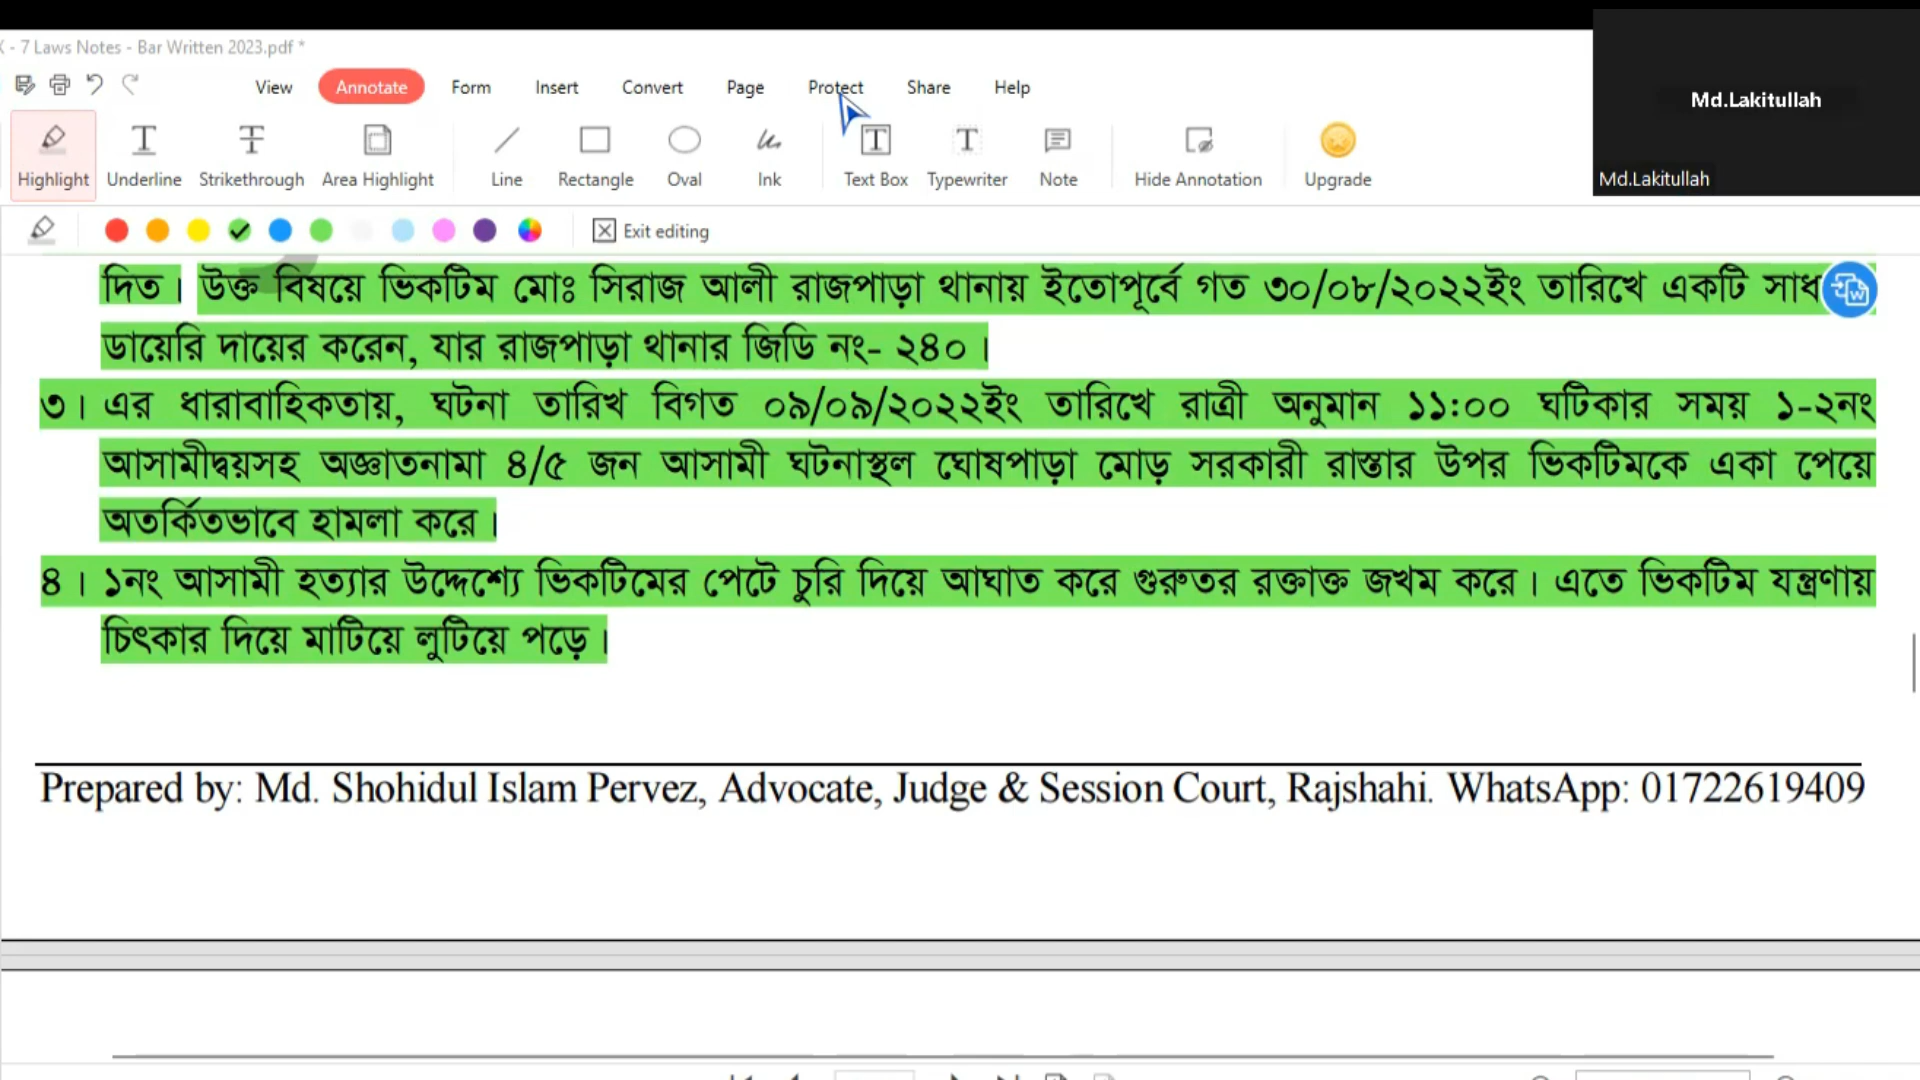 - 7 Laws Notes - Bar Written 2023.pdf *
View Annotate Form Insert Convert Page Protect Share Help
Highlight Underline Strikethrough Area Highlight Line Rectangle Oval Ink Text Box Typewriter Note Hide Annotation Upgrade
Md.Lakitullah
Md.Lakitullah
Exit editing
দিত। উক্ত বিষয়ে ভিকটিম মোঃ সিরাজ আলী রাজপাড়া থানায় ইতোপূর্বে গত ৩০/০৮/২০২২ইং তারিখে একটি সাধ
ডায়েরি দায়ের করেন, যার রাজপাড়া থানার জিডি নং- ২৪০।
৩। এর ধারাবাহিকতায়, ঘটনা তারিখ বিগত ০৯/০৯/২০২২ইং তারিখে রাত্রী অনুমান ১১:০০ ঘটিকার সময় ১-২নং
আসামীদ্বয়সহ অজ্ঞাতনামা ৪/৫ জন আসামী ঘটনাস্থল ঘোষপাড়া মোড় সরকারী রাস্তার উপর ভিকটিমকে একা পেয়ে
অতর্কিতভাবে হামলা করে।
৪। ১নং আসামী হত্যার উদ্দেশ্যে ভিকটিমের পেটে চুরি দিয়ে আঘাত করে গুরুতর রক্তাক্ত জখম করে। এতে ভিকটিম যন্ত্রণায়
চিৎকার দিয়ে মাটিয়ে লুটিয়ে পড়ে।
Prepared by: Md. Shohidul Islam Pervez, Advocate, Judge & Session Court, Rajshahi. WhatsApp: 01722619409